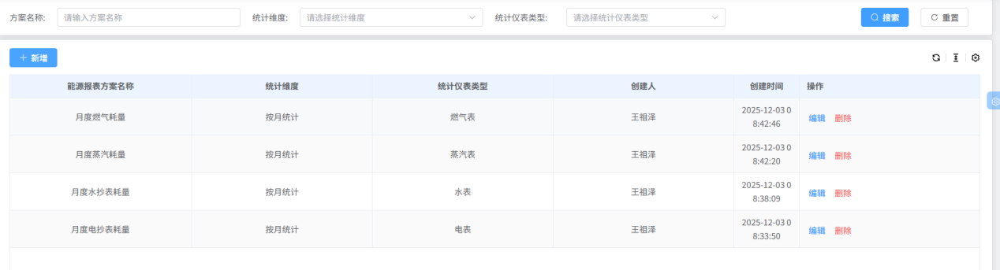 方案名称: 请输入方案名称 统计维度: 请选择统计维度 统计仪表类型: 请选择统计仪表类型 搜索 重置
新增
能源报表方案名称 统计维度 统计仪表类型 创建人 创建时间 操作
月度燃气耗量 按月统计 燃气表 王祖泽 2025-12-03 0
8:42:46 编辑 删除
月度蒸汽耗量 按月统计 蒸汽表 王祖泽 2025-12-03 0
8:42:20 编辑 删除
月度水抄表耗量 按月统计 水表 王祖泽 2025-12-03 0
8:38:09 编辑 删除
月度电抄表耗量 按月统计 电表 王祖泽 2025-12-03 0
8:33:50 编辑 删除